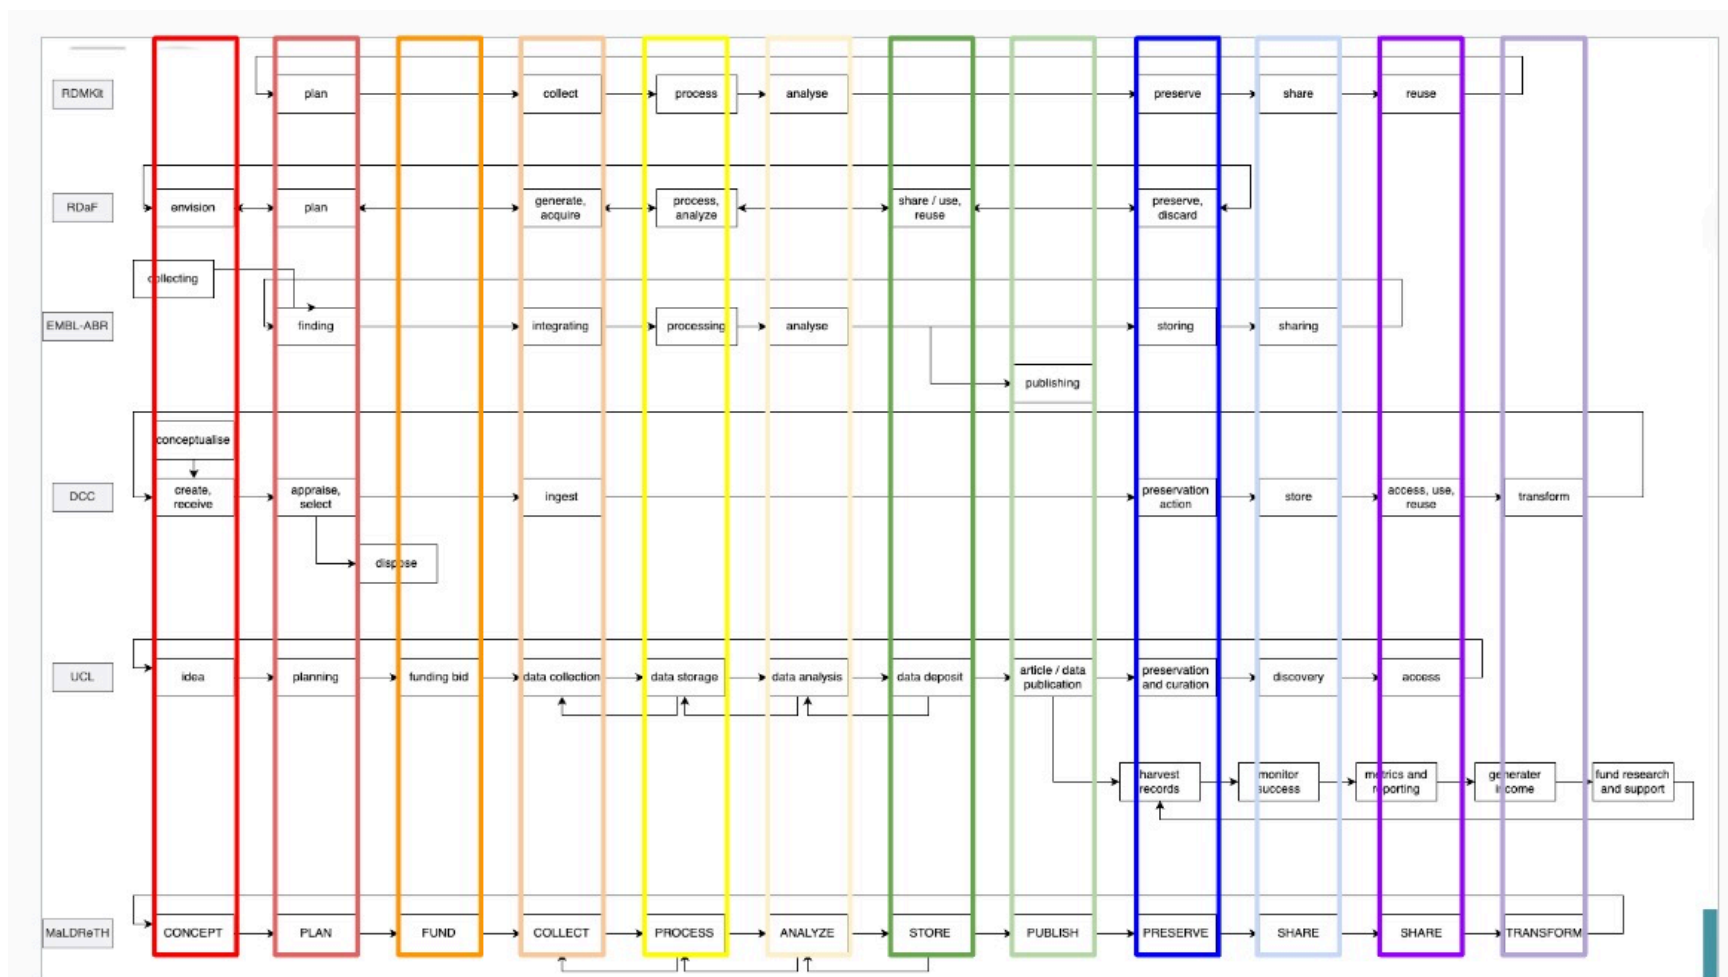 RDMKit
plan
collect
process
analyse
preserve
share
reuse
RDaF
envision
plan
generate,
acquire
process,
analyze
share / use,
reuse
preserve,
discard
collecting
EMBL-ABR
finding
integrating
processing
analyse
storing
sharing
publishing
conceptualise
DCC
create,
receive
appraise,
select
ingest
preservation
action
store
access, use,
reuse
transform
dispose
UCL
idea
planning
funding bid
data collection
data storage
data analysis
data deposit
article / data
publication
preservation
and curation
discovery
access
harvest
records
monitor
success
metrics and
reporting
generater
income
fund research
and support
MaLDReTH
CONCEPT
PLAN
FUND
COLLECT
PROCESS
ANALYZE
STORE
PUBLISH
PRESERVE
SHARE
SHARE
TRANSFORM